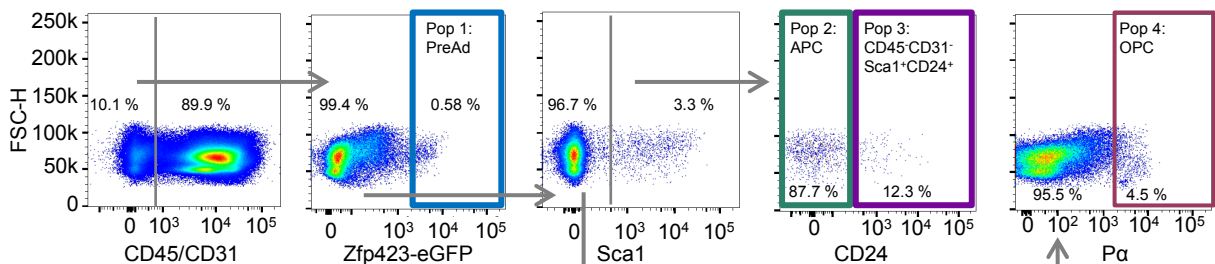 250k
200k
150k
100k
50k
0
FSC-H
10.1 %
89.9 %
0
10³
10⁴
10⁵
CD45/CD31
Pop 1:
PreAd
99.4 %
0.58 %
0
10³
10⁴
10⁵
Zfp423-eGFP
96.7 %
3.3 %
0
10³
10⁴
10⁵
Sca1
Pop 2:
APC
Pop 3:
CD45⁻CD31⁻
Sca1⁺CD24⁺
87.7 %
12.3 %
0
10³
10⁴
10⁵
CD24
Pop 4:
OPC
95.5 %
4.5 %
0
10²
10³
10⁴
10⁵
Pα